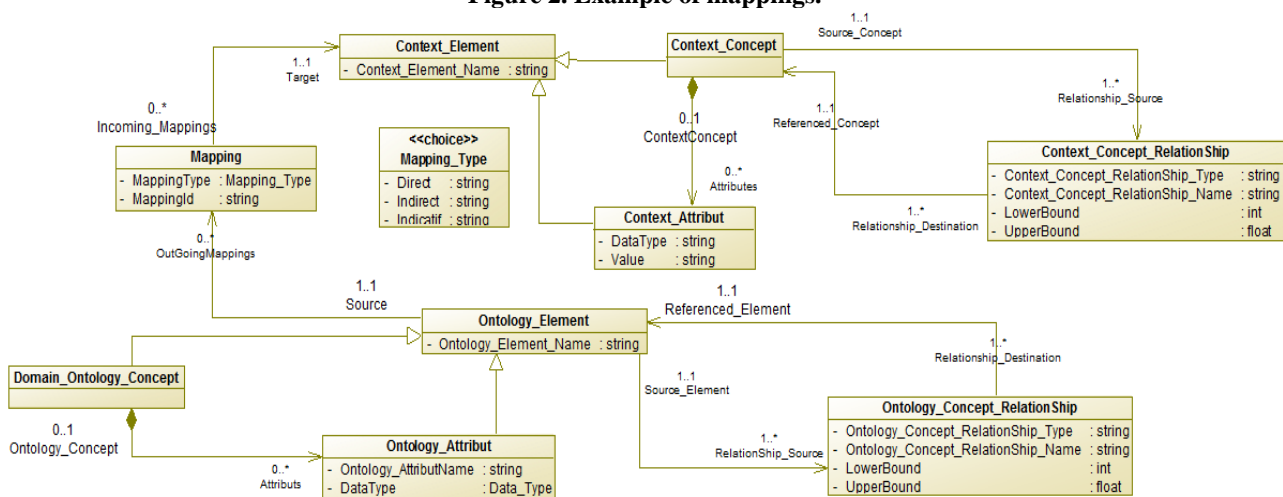 Figure 2. Example of mappings.
Context_Element
- Context_Element_Name : string
Context_Concept
1..1
Source_Concept
1..1
Target
0..*
Incoming_Mappings
1..*
Relationship_Source
1..1
Referenced_Concept
0..1
ContextConcept
<<choice>>
Mapping_Type
- Direct : string
- Indirect : string
- Indicatif : string
Mapping
- MappingType : Mapping_Type
- MappingId : string
Context_Concept_RelationShip
- Context_Concept_RelationShip_Type : string
- Context_Concept_RelationShip_Name : string
- LowerBound : int
- UpperBound : float
0..*
Attributes
Context_Attribut
- DataType : string
- Value : string
1..*
Relationship_Destination
0..*
OutGoingMappings
1..1
Source
1..1
Referenced_Element
Ontology_Element
- Ontology_Element_Name : string
1..*
Relationship_Destination
Domain_Ontology_Concept
1..1
Source_Element
Ontology_Concept_RelationShip
- Ontology_Concept_RelationShip_Type : string
- Ontology_Concept_RelationShip_Name : string
- LowerBound : int
- UpperBound : float
0..1
Ontology_Concept
1..*
RelationShip_Source
Ontology_Attribut
- Ontology_AttributName : string
- DataType : Data_Type
0..*
Attributs